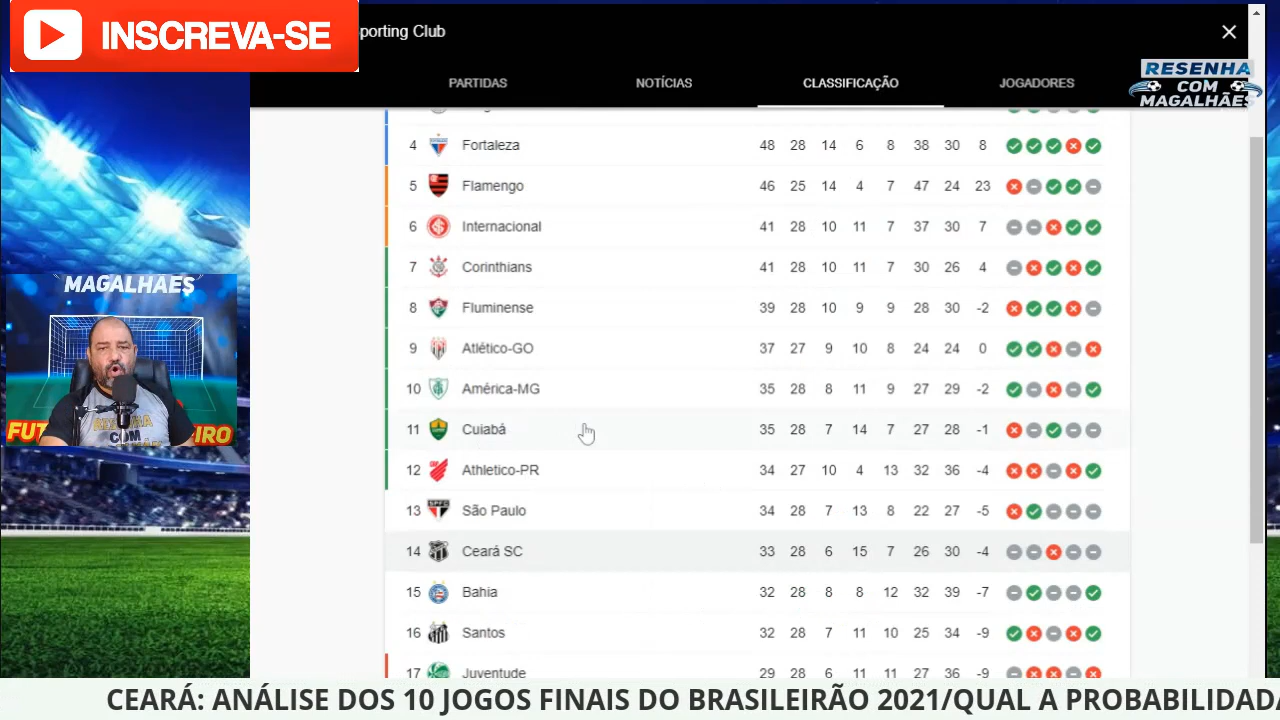 INSCREVA-SE
porting Club
PARTIDAS NOTÍCIAS CLASSIFICAÇÃO JOGADORES
RESENHA
COM
MAGALHÃES
4 Fortaleza 48 28 14 6 8 38 30 8
5 Flamengo 46 25 14 4 7 47 24 23
6 Internacional 41 28 10 11 7 37 30 7
7 Corinthians 41 28 10 11 7 30 26 4
8 Fluminense 39 28 10 9 9 28 30 -2
9 Atlético-GO 37 27 9 10 8 24 24 0
10 América-MG 35 28 8 11 9 27 29 -2
11 Cuiabá 35 28 7 14 7 27 28 -1
12 Athletico-PR 34 27 10 4 13 32 36 -4
13 São Paulo 34 28 7 13 8 22 27 -5
14 Ceará SC 33 28 6 15 7 26 30 -4
15 Bahia 32 28 8 8 12 32 39 -7
16 Santos 32 28 7 11 10 25 34 -9
17 Juventude 29 28 6 11 11 27 36 -9
MAGALHÃES
RESENHA
COM
FUT EIRO
CEARÁ: ANÁLISE DOS 10 JOGOS FINAIS DO BRASILEIRÃO 2021/QUAL A PROBABILIDADA